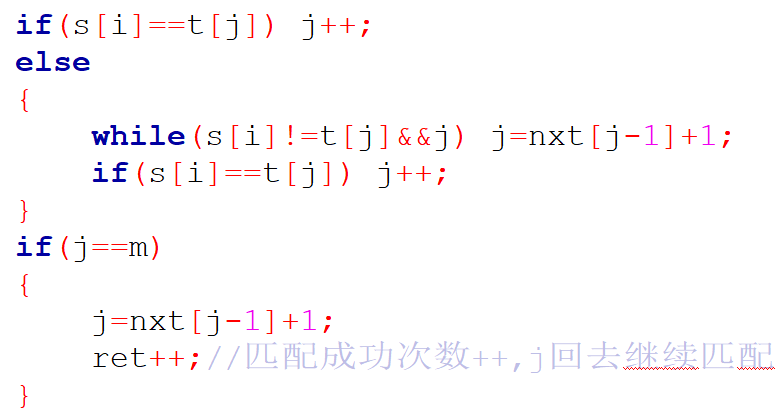 if(s[i]==t[j]) j++;
else
{
    while(s[i]!=t[j]&&j) j=nxt[j-1]+1;
    if(s[i]==t[j]) j++;
}
if(j==m)
{
    j=nxt[j-1]+1;
    ret++;//匹配成功次数++,j回去继续匹配
}